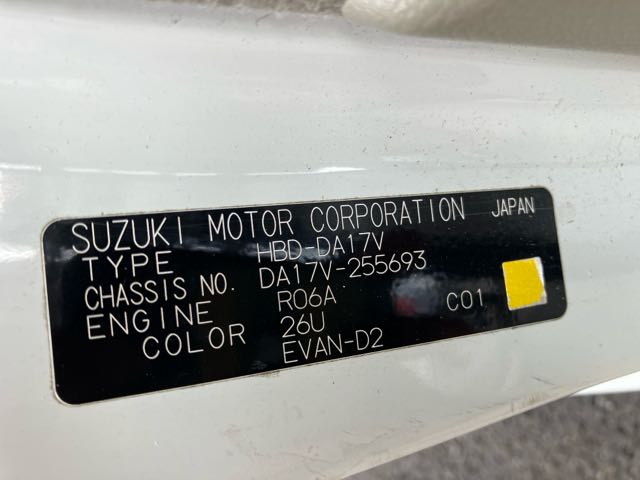 SUZUKI MOTOR CORPORATION JAPAN
TYPE HBD-DA17V
CHASSIS NO. DA17V-255693
ENGINE R06A C01
COLOR 26U
EVAN-D2